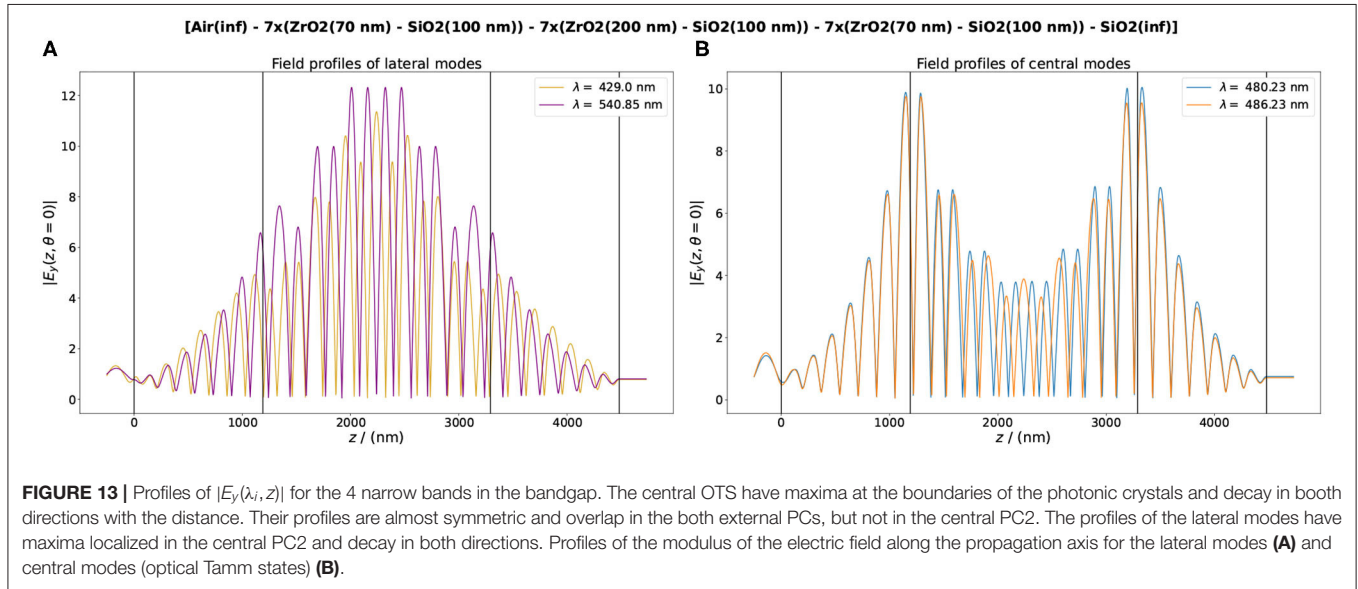 [Air(inf) - 7x(ZrO2(70 nm) - SiO2(100 nm)) - 7x(ZrO2(200 nm) - SiO2(100 nm)) - 7x(ZrO2(70 nm) - SiO2(100 nm)) - SiO2(inf)]
A
Field profiles of lateral modes
λ = 429.0 nm
λ = 540.85 nm
|E_y(z, θ = 0)|
12
10
8
6
4
2
0
0 1000 2000 3000 4000
z / (nm)
B
Field profiles of central modes
λ = 480.23 nm
λ = 486.23 nm
|E_y(z, θ = 0)|
10
8
6
4
2
0
0 1000 2000 3000 4000
z / (nm)
FIGURE 13 | Profiles of |E_y(λ_i, z)| for the 4 narrow bands in the bandgap. The central OTS have maxima at the boundaries of the photonic crystals and decay in booth
directions with the distance. Their profiles are almost symmetric and overlap in the both external PCs, but not in the central PC2. The profiles of the lateral modes have
maxima localized in the central PC2 and decay in both directions. Profiles of the modulus of the electric field along the propagation axis for the lateral modes (A) and
central modes (optical Tamm states) (B).